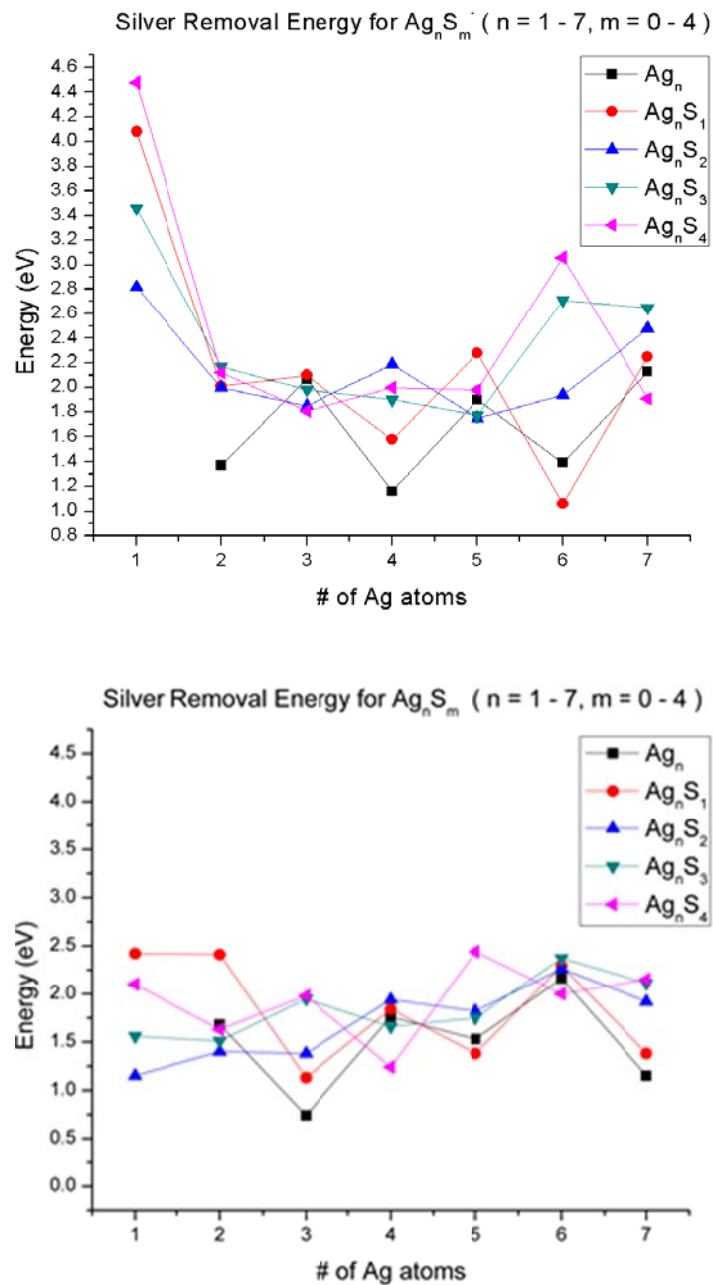 Silver Removal Energy for AgₙSₘ⁻ ( n = 1 - 7, m = 0 - 4 )
Agₙ
AgₙS₁
AgₙS₂
AgₙS₃
AgₙS₄
Energy (eV)
4.6
4.4
4.2
4.0
3.8
3.6
3.4
3.2
3.0
2.8
2.6
2.4
2.2
2.0
1.8
1.6
1.4
1.2
1.0
0.8
1 2 3 4 5 6 7
# of Ag atoms
Silver Removal Energy for AgₙSₘ ( n = 1 - 7, m = 0 - 4 )
Agₙ
AgₙS₁
AgₙS₂
AgₙS₃
AgₙS₄
Energy (eV)
4.5
4.0
3.5
3.0
2.5
2.0
1.5
1.0
0.5
0.0
1 2 3 4 5 6 7
# of Ag atoms